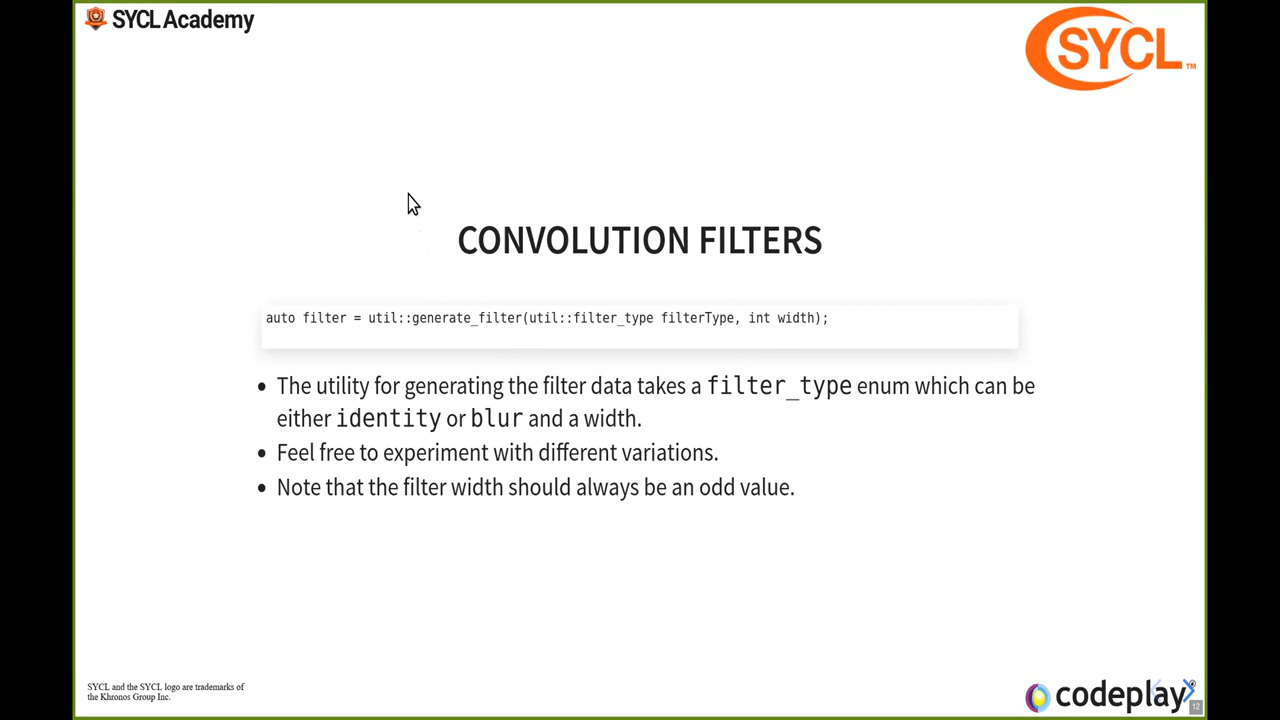 SYCL Academy
SYCL™
CONVOLUTION FILTERS
auto filter = util::generate_filter(util::filter_type filterType, int width);
• The utility for generating the filter data takes a filter_type enum which can be
either identity or blur and a width.
• Feel free to experiment with different variations.
• Note that the filter width should always be an odd value.
SYCL and the SYCL logo are trademarks of
the Khronos Group Inc.
codeplay
12